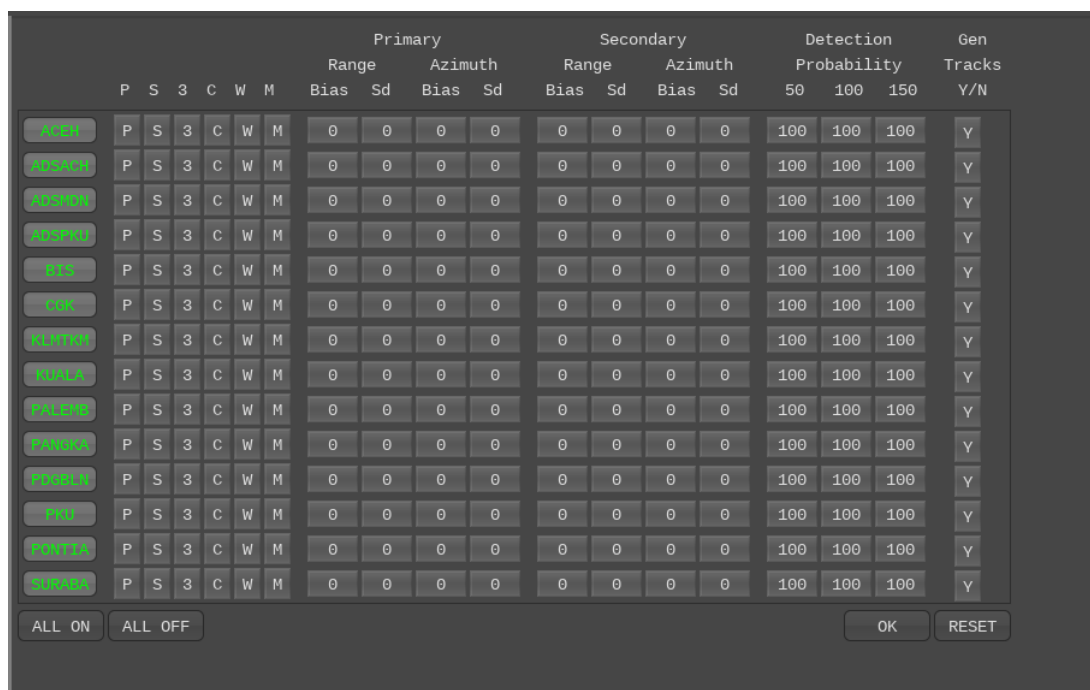 Primary Secondary Detection Gen
Range Azimuth Range Azimuth Probability Tracks
P S 3 C W M Bias Sd Bias Sd Bias Sd Bias Sd 50 100 150 Y/N
ACEH P S 3 C W M 0 0 0 0 0 0 0 0 100 100 100 Y
ADSACH P S 3 C W M 0 0 0 0 0 0 0 0 100 100 100 Y
ADSMDN P S 3 C W M 0 0 0 0 0 0 0 0 100 100 100 Y
ADSPKU P S 3 C W M 0 0 0 0 0 0 0 0 100 100 100 Y
BIS P S 3 C W M 0 0 0 0 0 0 0 0 100 100 100 Y
CGK P S 3 C W M 0 0 0 0 0 0 0 0 100 100 100 Y
KLMTKM P S 3 C W M 0 0 0 0 0 0 0 0 100 100 100 Y
KUALA P S 3 C W M 0 0 0 0 0 0 0 0 100 100 100 Y
PALEMB P S 3 C W M 0 0 0 0 0 0 0 0 100 100 100 Y
PANGKA P S 3 C W M 0 0 0 0 0 0 0 0 100 100 100 Y
PDGBLN P S 3 C W M 0 0 0 0 0 0 0 0 100 100 100 Y
PKU P S 3 C W M 0 0 0 0 0 0 0 0 100 100 100 Y
PONTIA P S 3 C W M 0 0 0 0 0 0 0 0 100 100 100 Y
SURABA P S 3 C W M 0 0 0 0 0 0 0 0 100 100 100 Y
ALL ON ALL OFF OK RESET